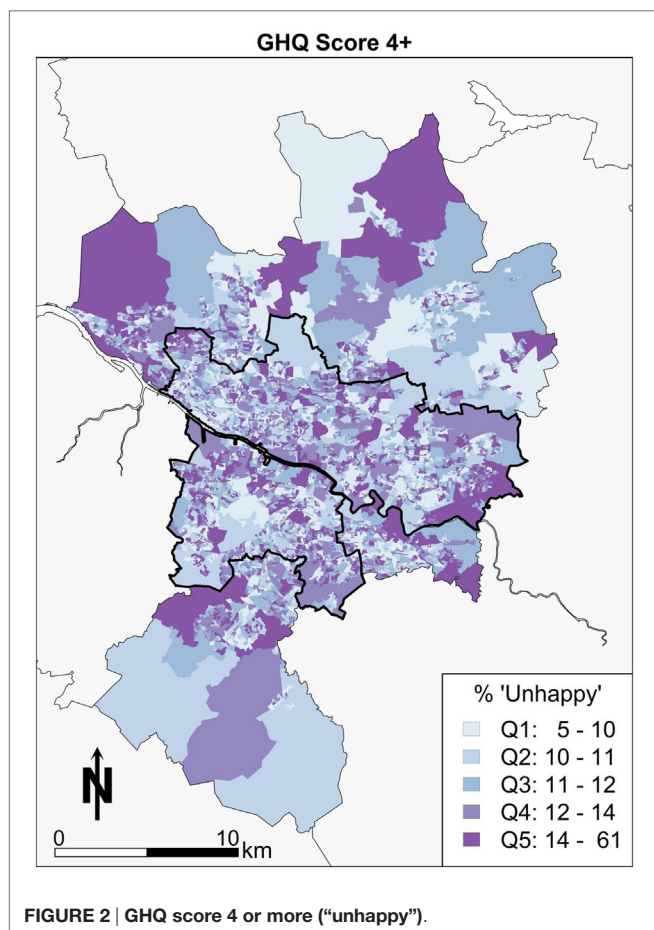 GHQ Score 4+
% 'Unhappy'
Q1: 5 - 10
Q2: 10 - 11
Q3: 11 - 12
Q4: 12 - 14
Q5: 14 - 61
N
0 10
km
FIGURE 2 | GHQ score 4 or more (“unhappy”).